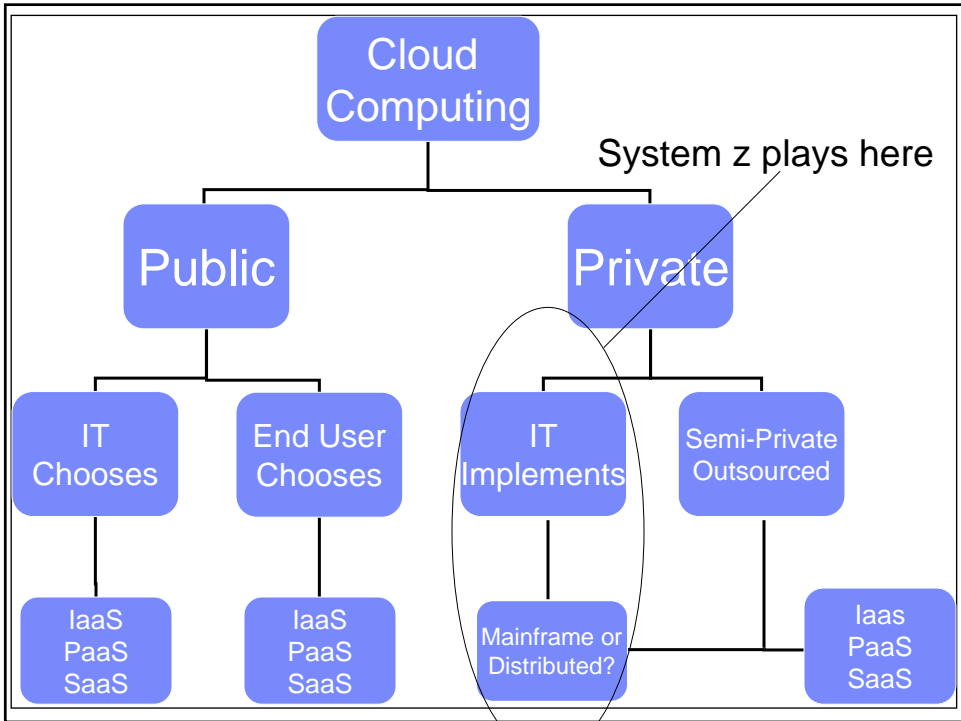 Cloud
Computing
System z plays here
Public
Private
IT
Chooses
End User
Chooses
IT
Implements
Semi-Private
Outsourced
IaaS
PaaS
SaaS
IaaS
PaaS
SaaS
Mainframe or
Distributed?
Iaas
PaaS
SaaS